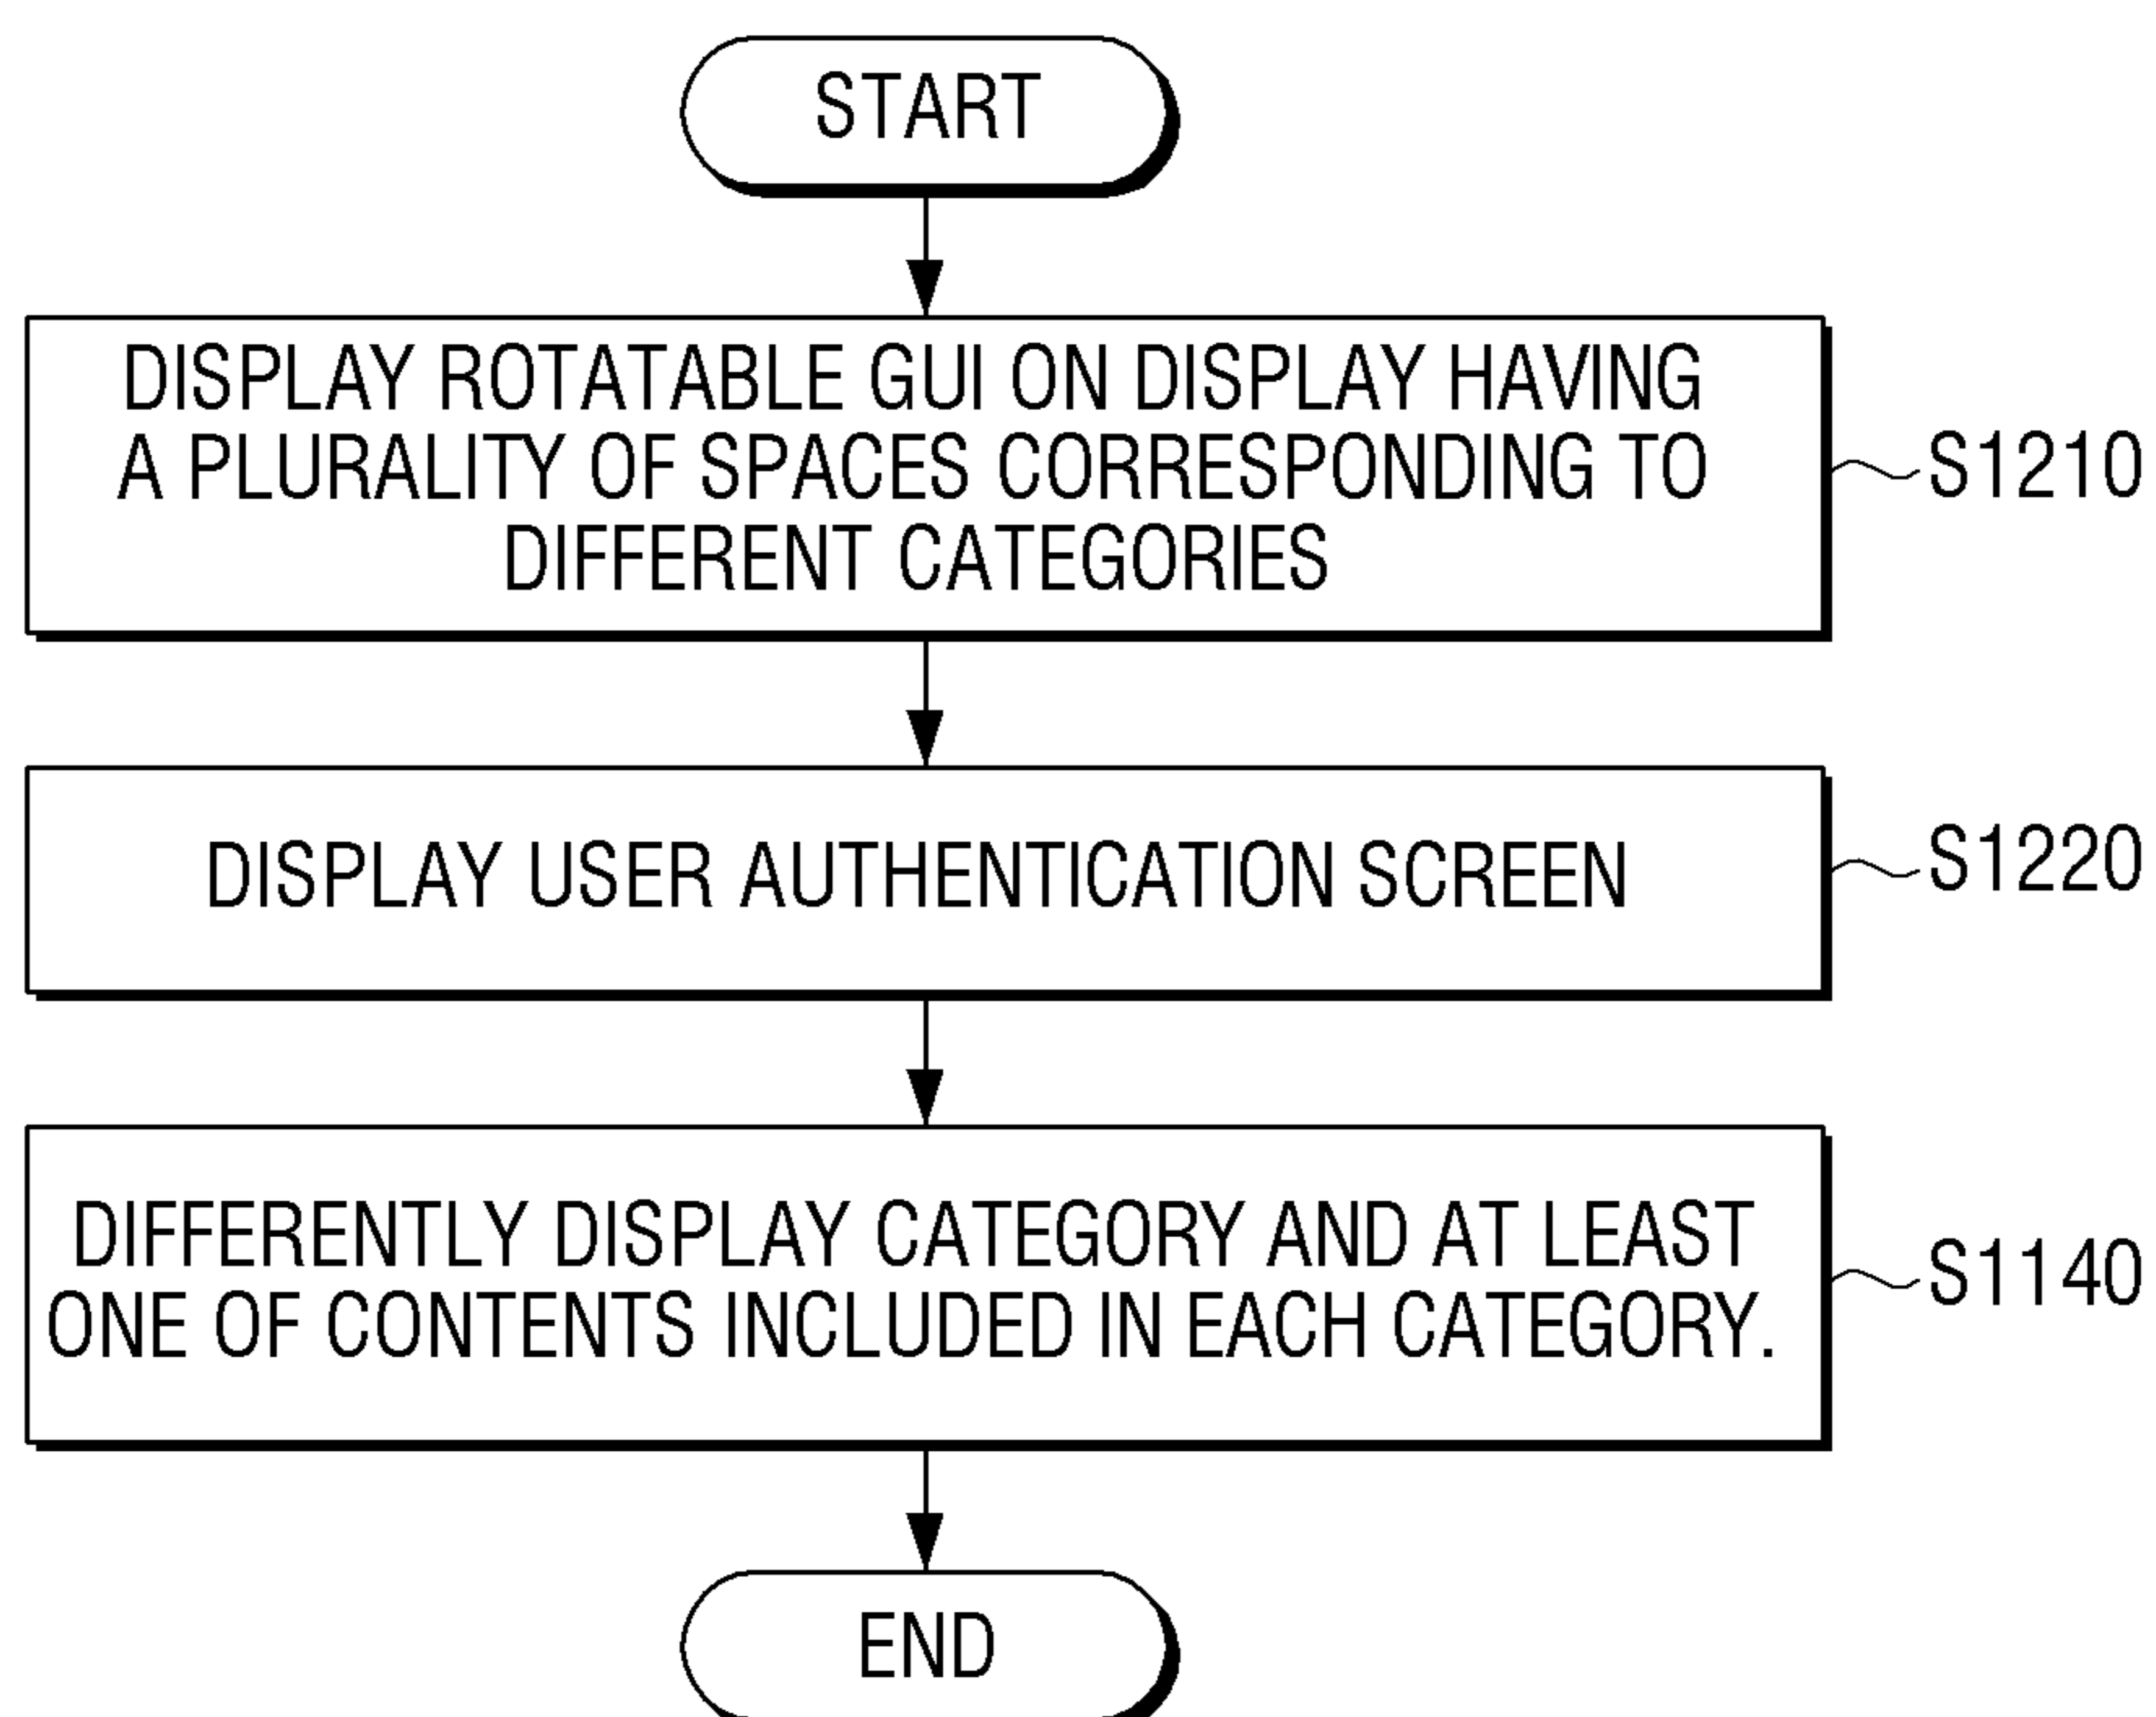 START
DISPLAY ROTATABLE GUI ON DISPLAY HAVING
A PLURALITY OF SPACES CORRESPONDING TO
DIFFERENT CATEGORIES
S1210
DISPLAY USER AUTHENTICATION SCREEN
S1220
DIFFERENTLY DISPLAY CATEGORY AND AT LEAST
ONE OF CONTENTS INCLUDED IN EACH CATEGORY.
S1140
END